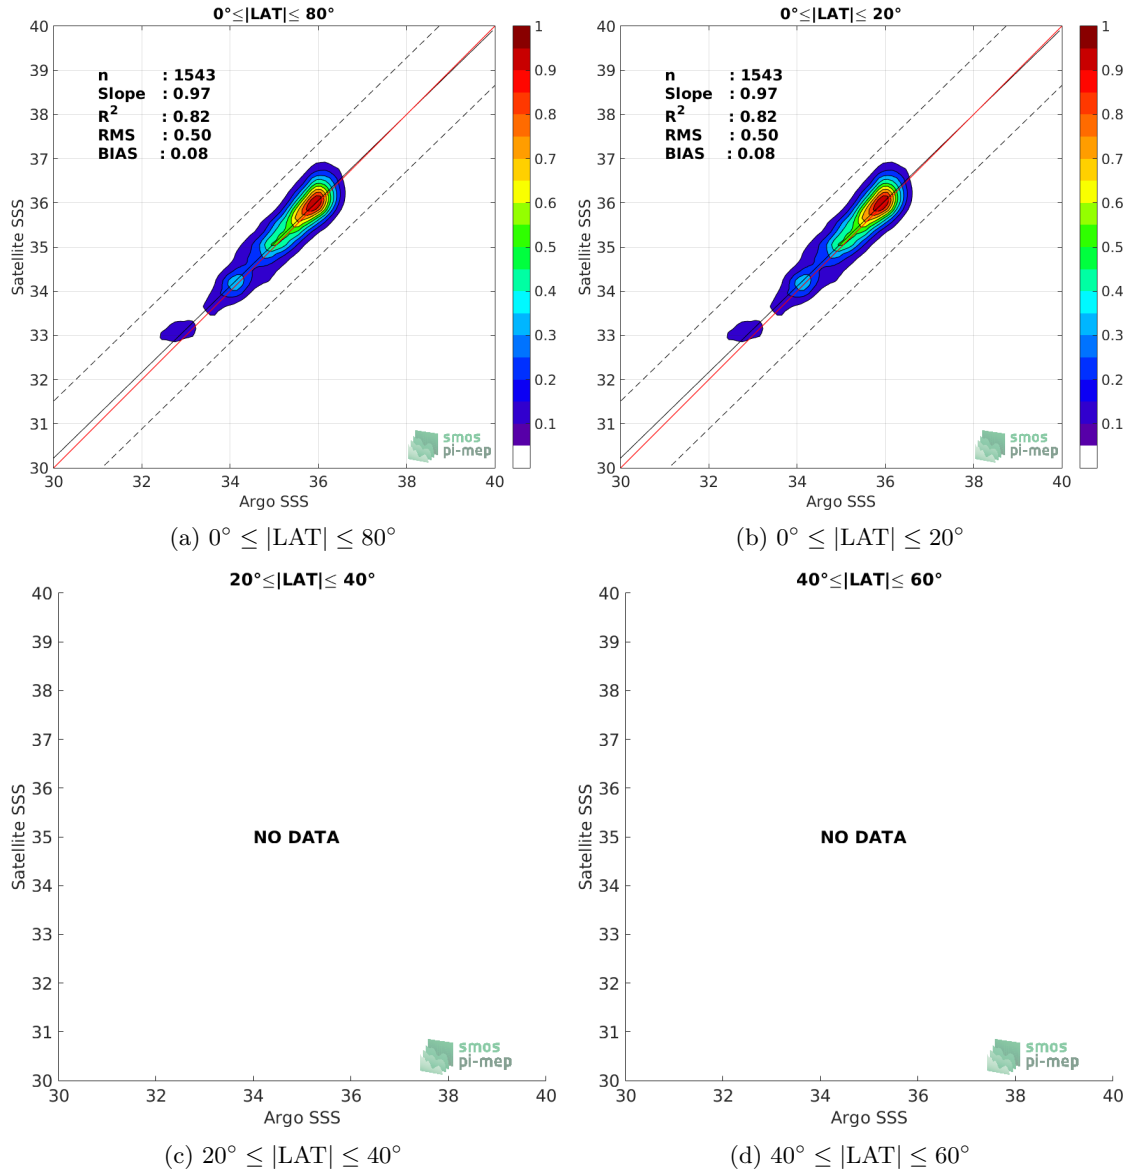 0°≤|LAT|≤ 80°
40
39
38
37
36
35
34
33
32
31
30
Satellite SSS
n : 1543
Slope : 0.97
R² : 0.82
RMS : 0.50
BIAS : 0.08
smos
pi-mep
30 32 34 36 38 40
Argo SSS
1
0.9
0.8
0.7
0.6
0.5
0.4
0.3
0.2
0.1
(a) 0° ≤ |LAT| ≤ 80°
0°≤|LAT|≤ 20°
40
39
38
37
36
35
34
33
32
31
30
Satellite SSS
n : 1543
Slope : 0.97
R² : 0.82
RMS : 0.50
BIAS : 0.08
smos
pi-mep
30 32 34 36 38 40
Argo SSS
1
0.9
0.8
0.7
0.6
0.5
0.4
0.3
0.2
0.1
(b) 0° ≤ |LAT| ≤ 20°
20°≤|LAT|≤ 40°
40
39
38
37
36
35
34
33
32
31
30
Satellite SSS
NO DATA
smos
pi-mep
30 32 34 36 38 40
Argo SSS
(c) 20° ≤ |LAT| ≤ 40°
40°≤|LAT|≤ 60°
40
39
38
37
36
35
34
33
32
31
30
Satellite SSS
NO DATA
smos
pi-mep
30 32 34 36 38 40
Argo SSS
(d) 40° ≤ |LAT| ≤ 60°